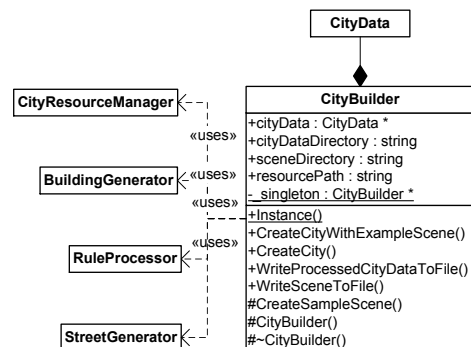 CityData
CityResourceManager
«uses»
BuildingGenerator
«uses»
«uses»
RuleProcessor
«uses»
StreetGenerator
CityBuilder
+cityData : CityData *
+cityDataDirectory : string
+sceneDirectory : string
+resourcePath : string
-_singleton : CityBuilder *
+Instance()
+CreateCityWithExampleScene()
+CreateCity()
+WriteProcessedCityDataToFile()
+WriteSceneToFile()
#CreateSampleScene()
#CityBuilder()
#~CityBuilder()